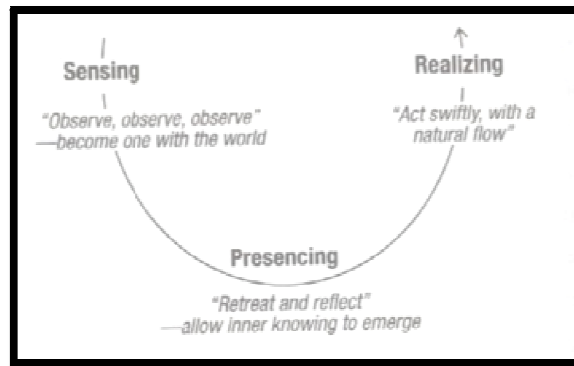 Sensing
"Observe, observe, observe"
—become one with the world
Realizing
"Act swiftly, with a
natural flow"
Presencing
"Retreat and reflect"
—allow inner knowing to emerge